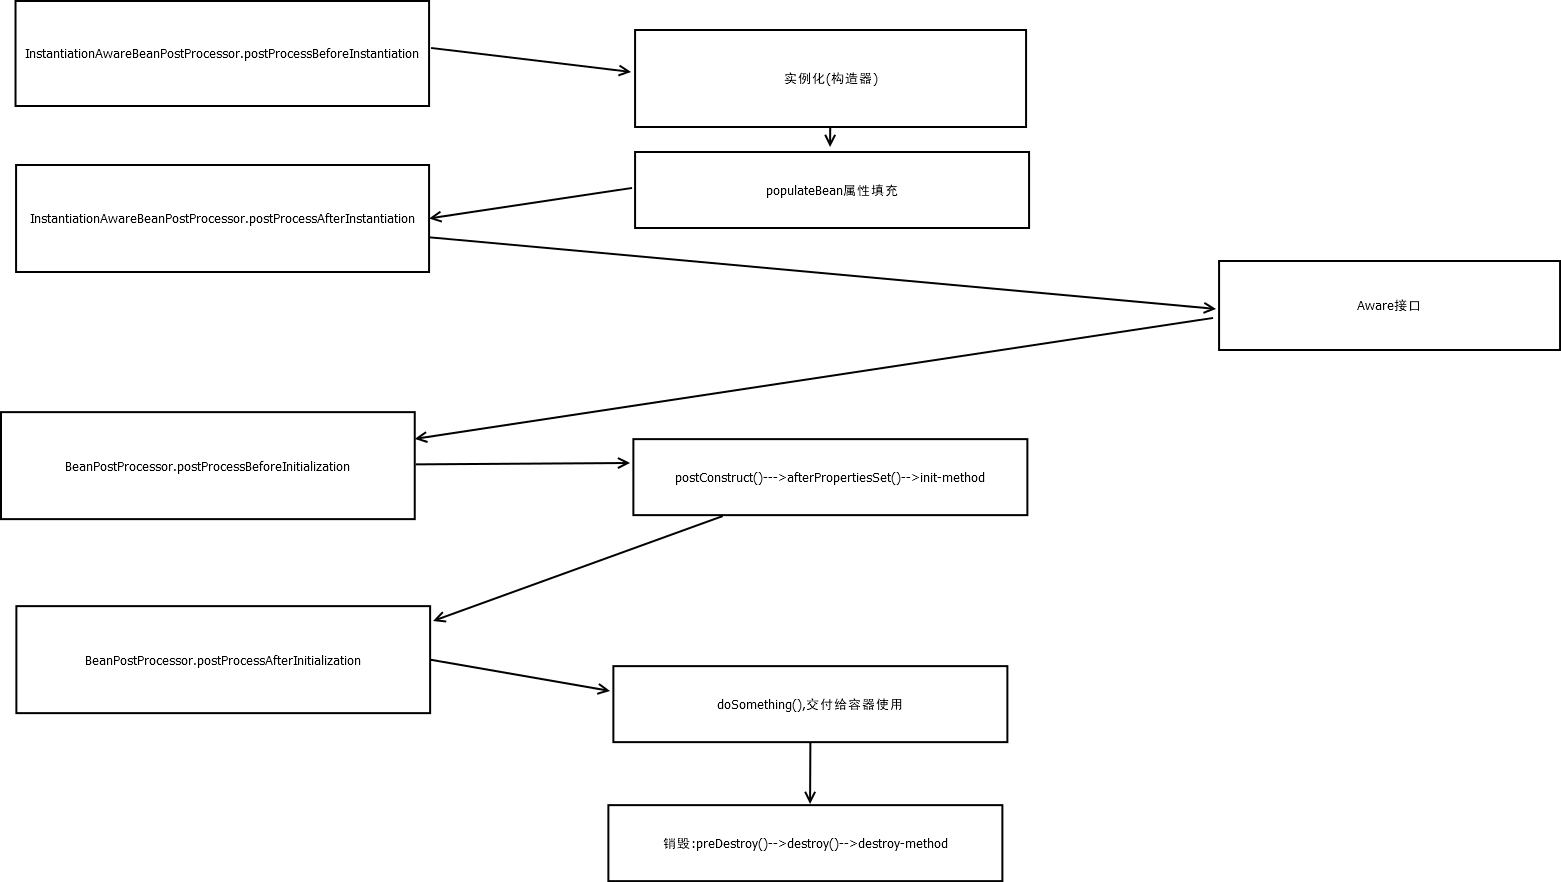 InstantiationAwareBeanPostProcessor.postProcessBeforeInstantiation
实例化(构造器)
populateBean属性填充
InstantiationAwareBeanPostProcessor.postProcessAfterInstantiation
Aware接口
BeanPostProcessor.postProcessBeforeInitialization
postConstruct()--->afterPropertiesSet()-->init-method
BeanPostProcessor.postProcessAfterInitialization
doSomething(),交付给容器使用
销毁:preDestroy()-->destroy()-->destroy-method